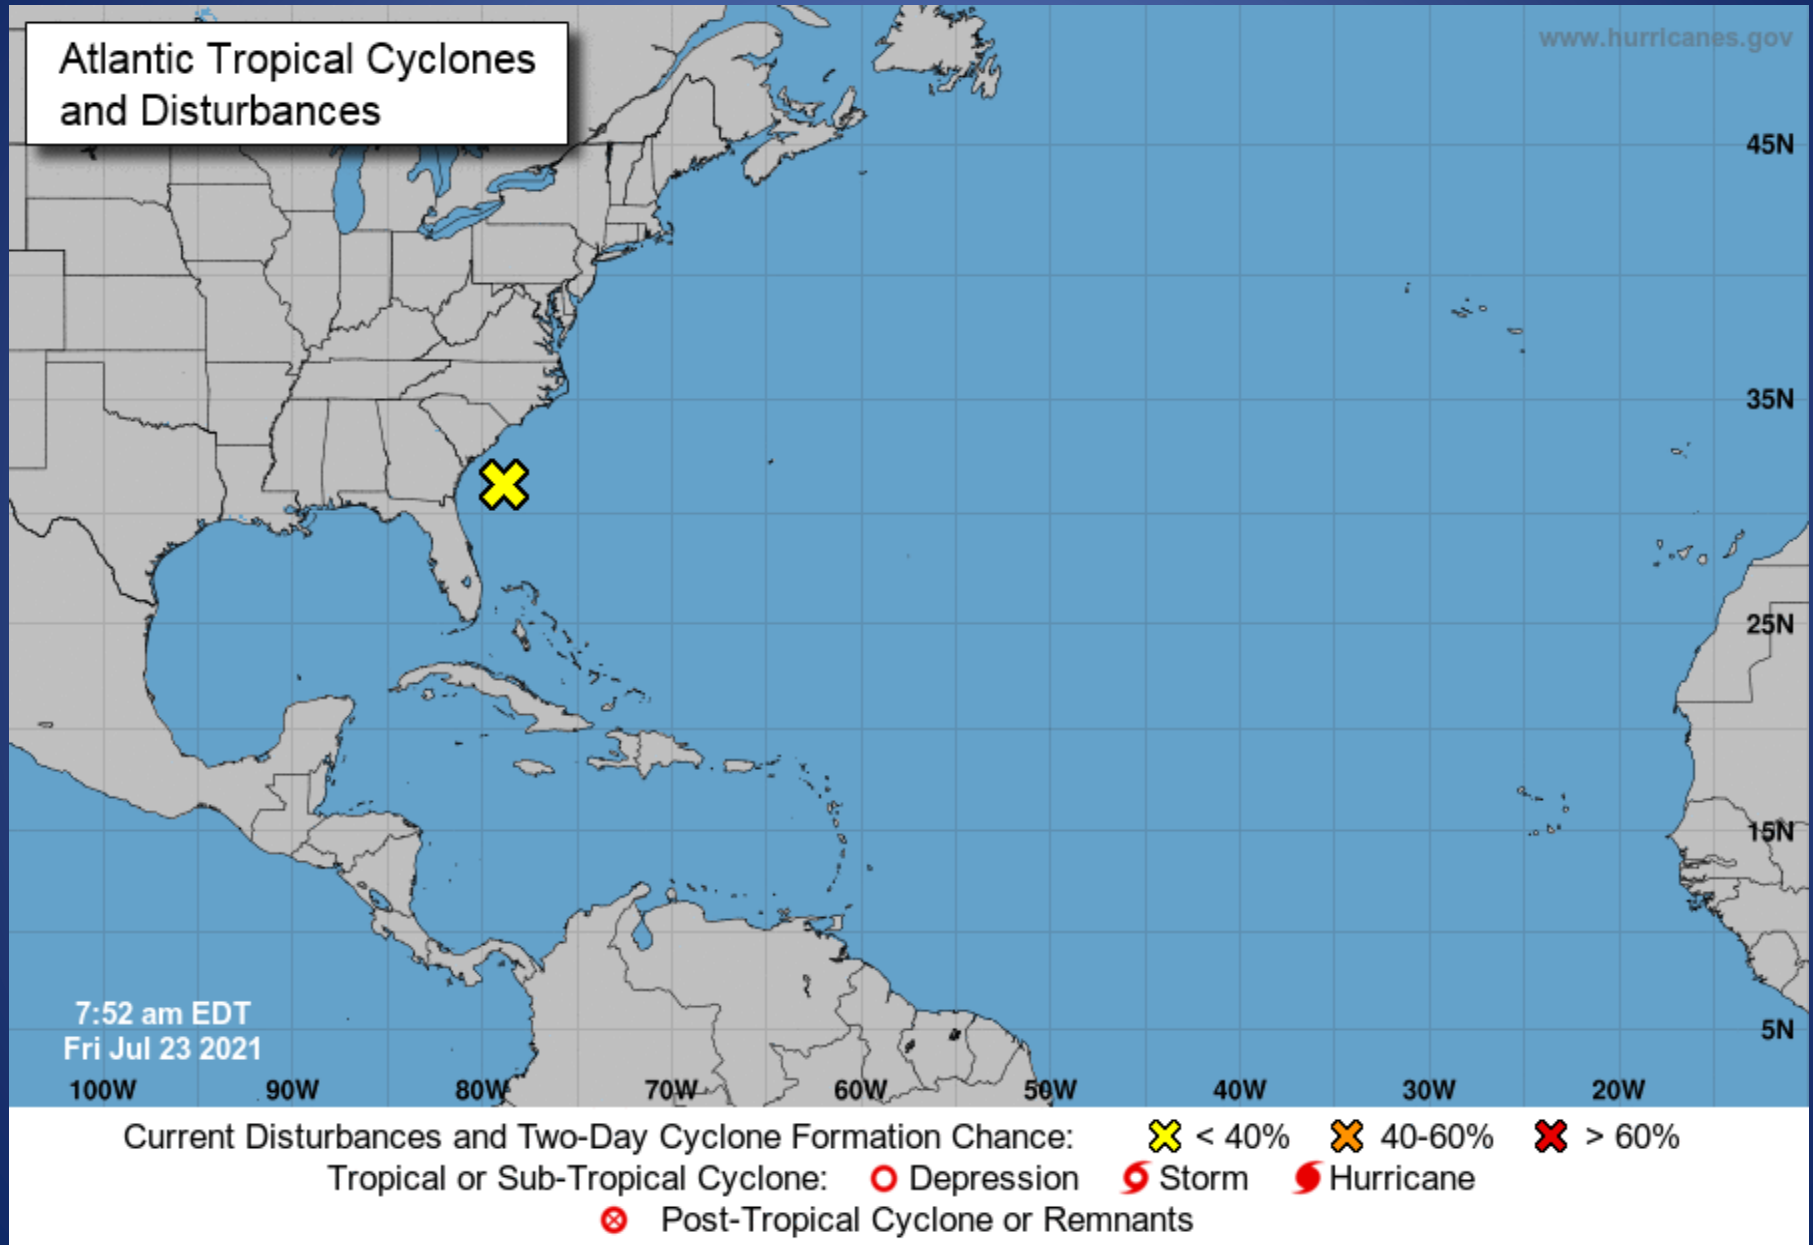 Atlantic Tropical Cyclones
and Disturbances
www.hurricanes.gov
45N
35N
25N
15N
5N
7:52 am EDT
Fri Jul 23 2021
100W 90W 80W 70W 60W 50W 40W 30W 20W
Current Disturbances and Two-Day Cyclone Formation Chance: < 40% 40-60% > 60%
Tropical or Sub-Tropical Cyclone: Depression Storm Hurricane
Post-Tropical Cyclone or Remnants